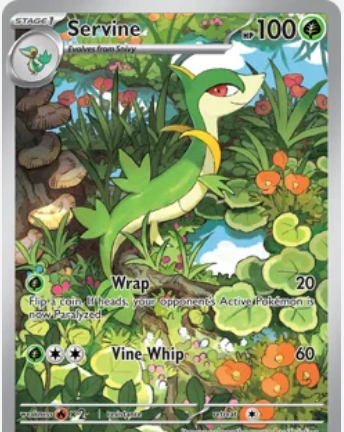 STAGE 1
Servine
HP 100
Evolves from Snivy
Wrap 20
Flip a coin. If heads, your opponent's Active Pokémon is
now Paralyzed.
Vine Whip 60
weakness ×2 resistance retreat